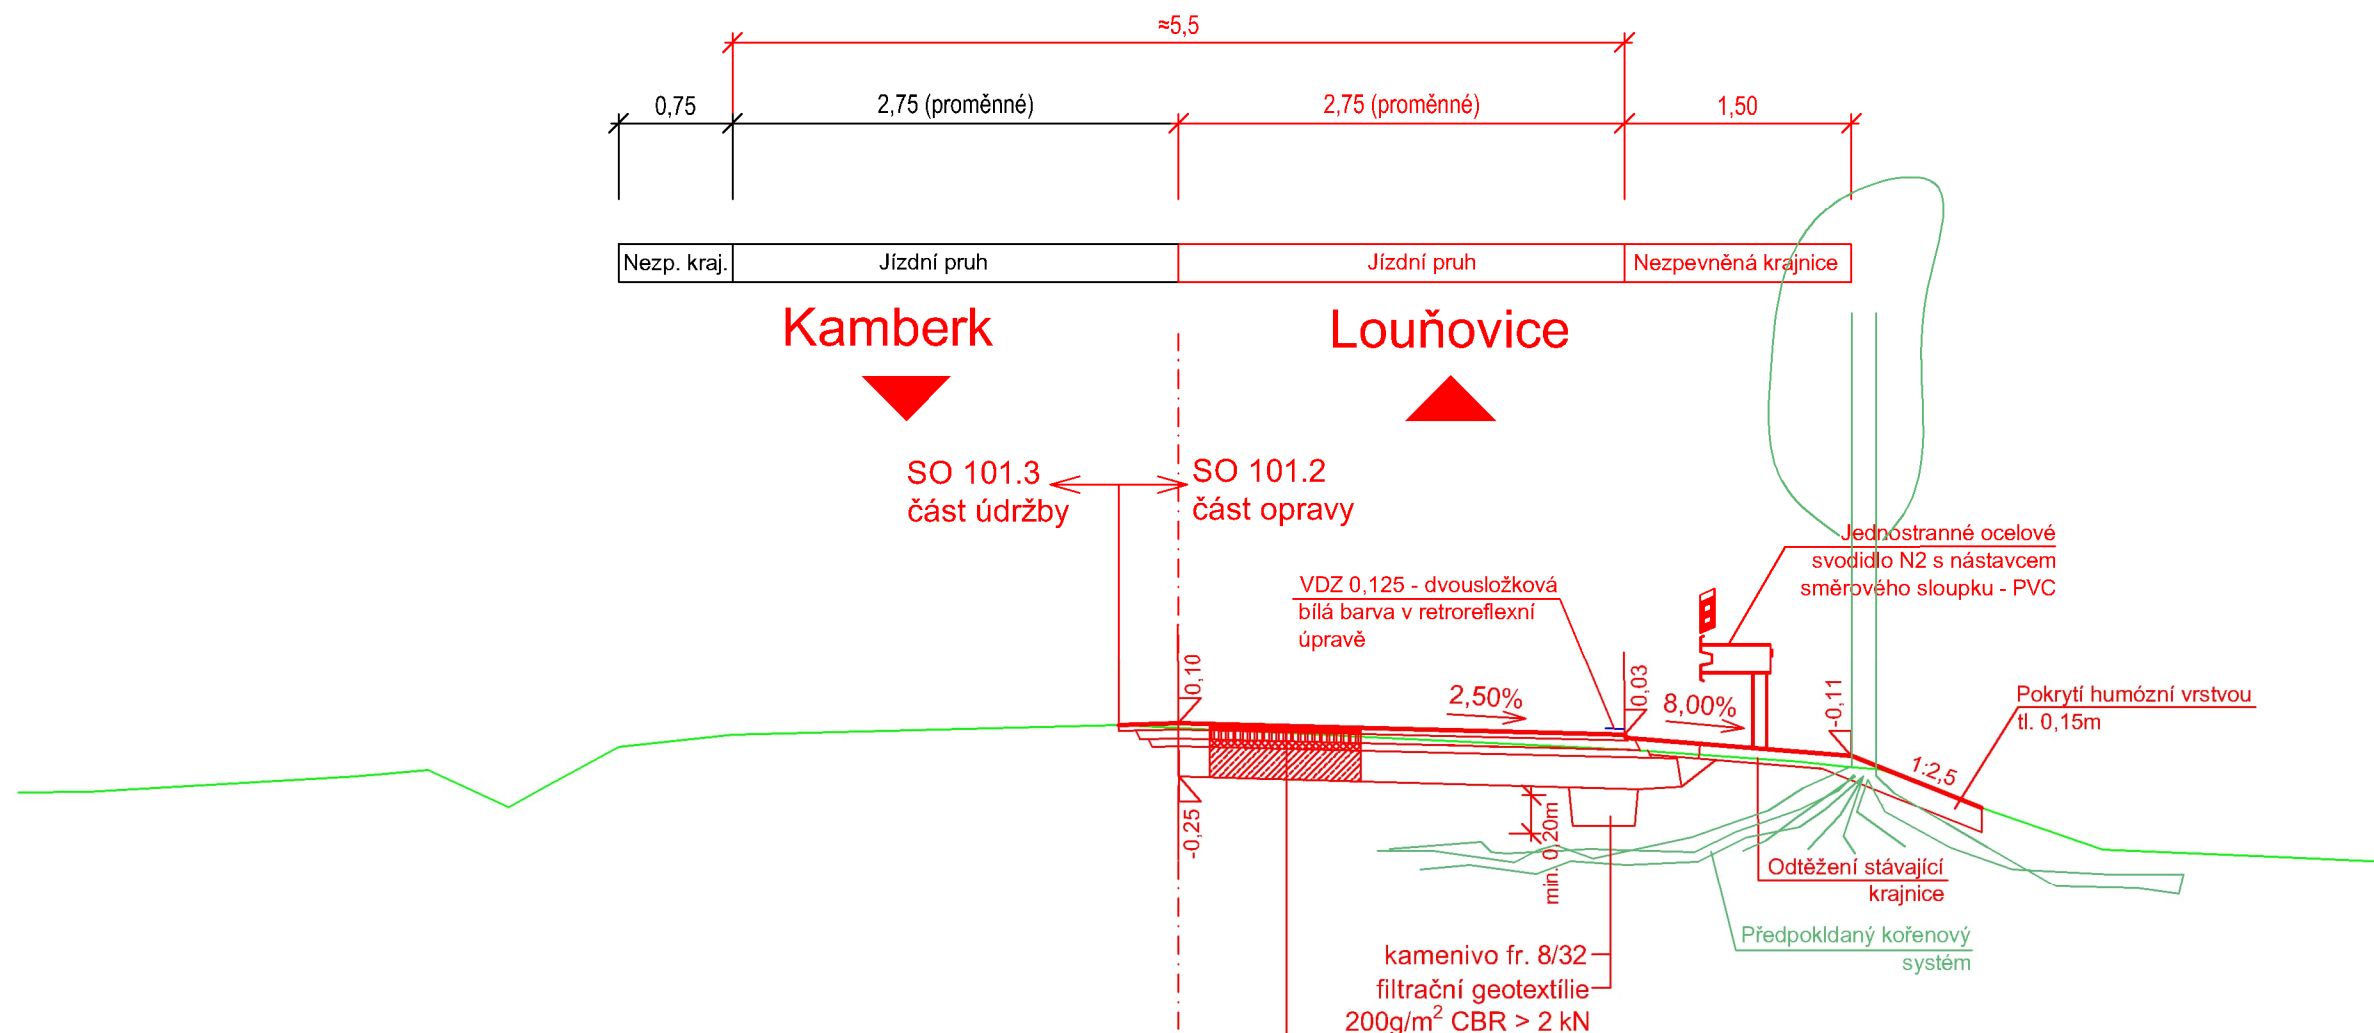 ≈5,5
0,75
2,75 (proměnné)
2,75 (proměnné)
1,50
Nezp. kraj.
Jízdní pruh
Jízdní pruh
Nezpevněná krajnice
Kamberk
Louňovice
SO 101.3
část údržby
SO 101.2
část opravy
Jednostranné ocelové
svodidlo N2 s nástavcem
směrového sloupku - PVC
VDZ 0,125 - dvousložková
bílá barva v retroreflexní
úpravě
0,10
2,50%
0,03
8,00%
-0,11
Pokrytí humózní vrstvou
tl. 0,15m
1:2,5
-0,25
min. 0,20m
Odtěžení stávající
krajnice
Předpokldaný kořenový
systém
kamenivo fr. 8/32
filtrační geotextílie
200g/m² CBR > 2 kN